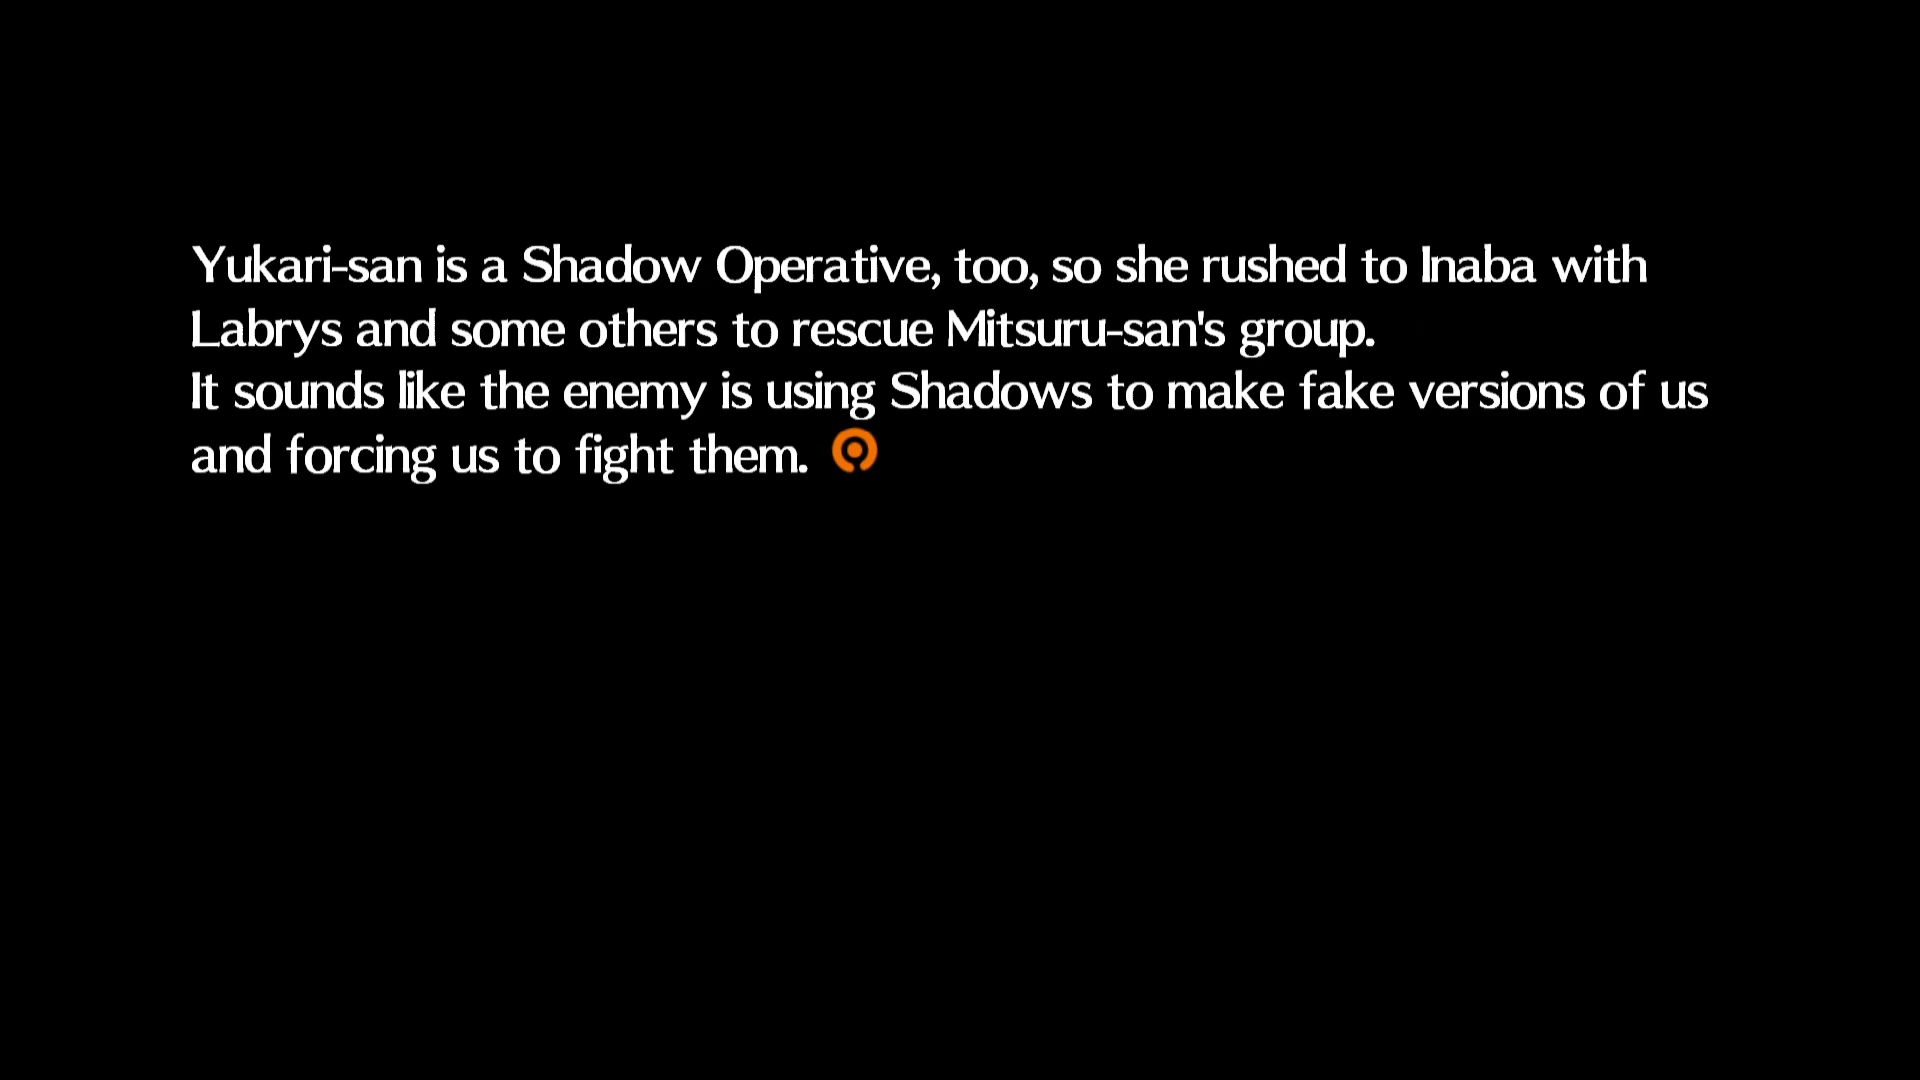 Yukari-san is a Shadow Operative, too, so she rushed to Inaba with
Labrys and some others to rescue Mitsuru-san's group.
It sounds like the enemy is using Shadows to make fake versions of us
and forcing us to fight them.